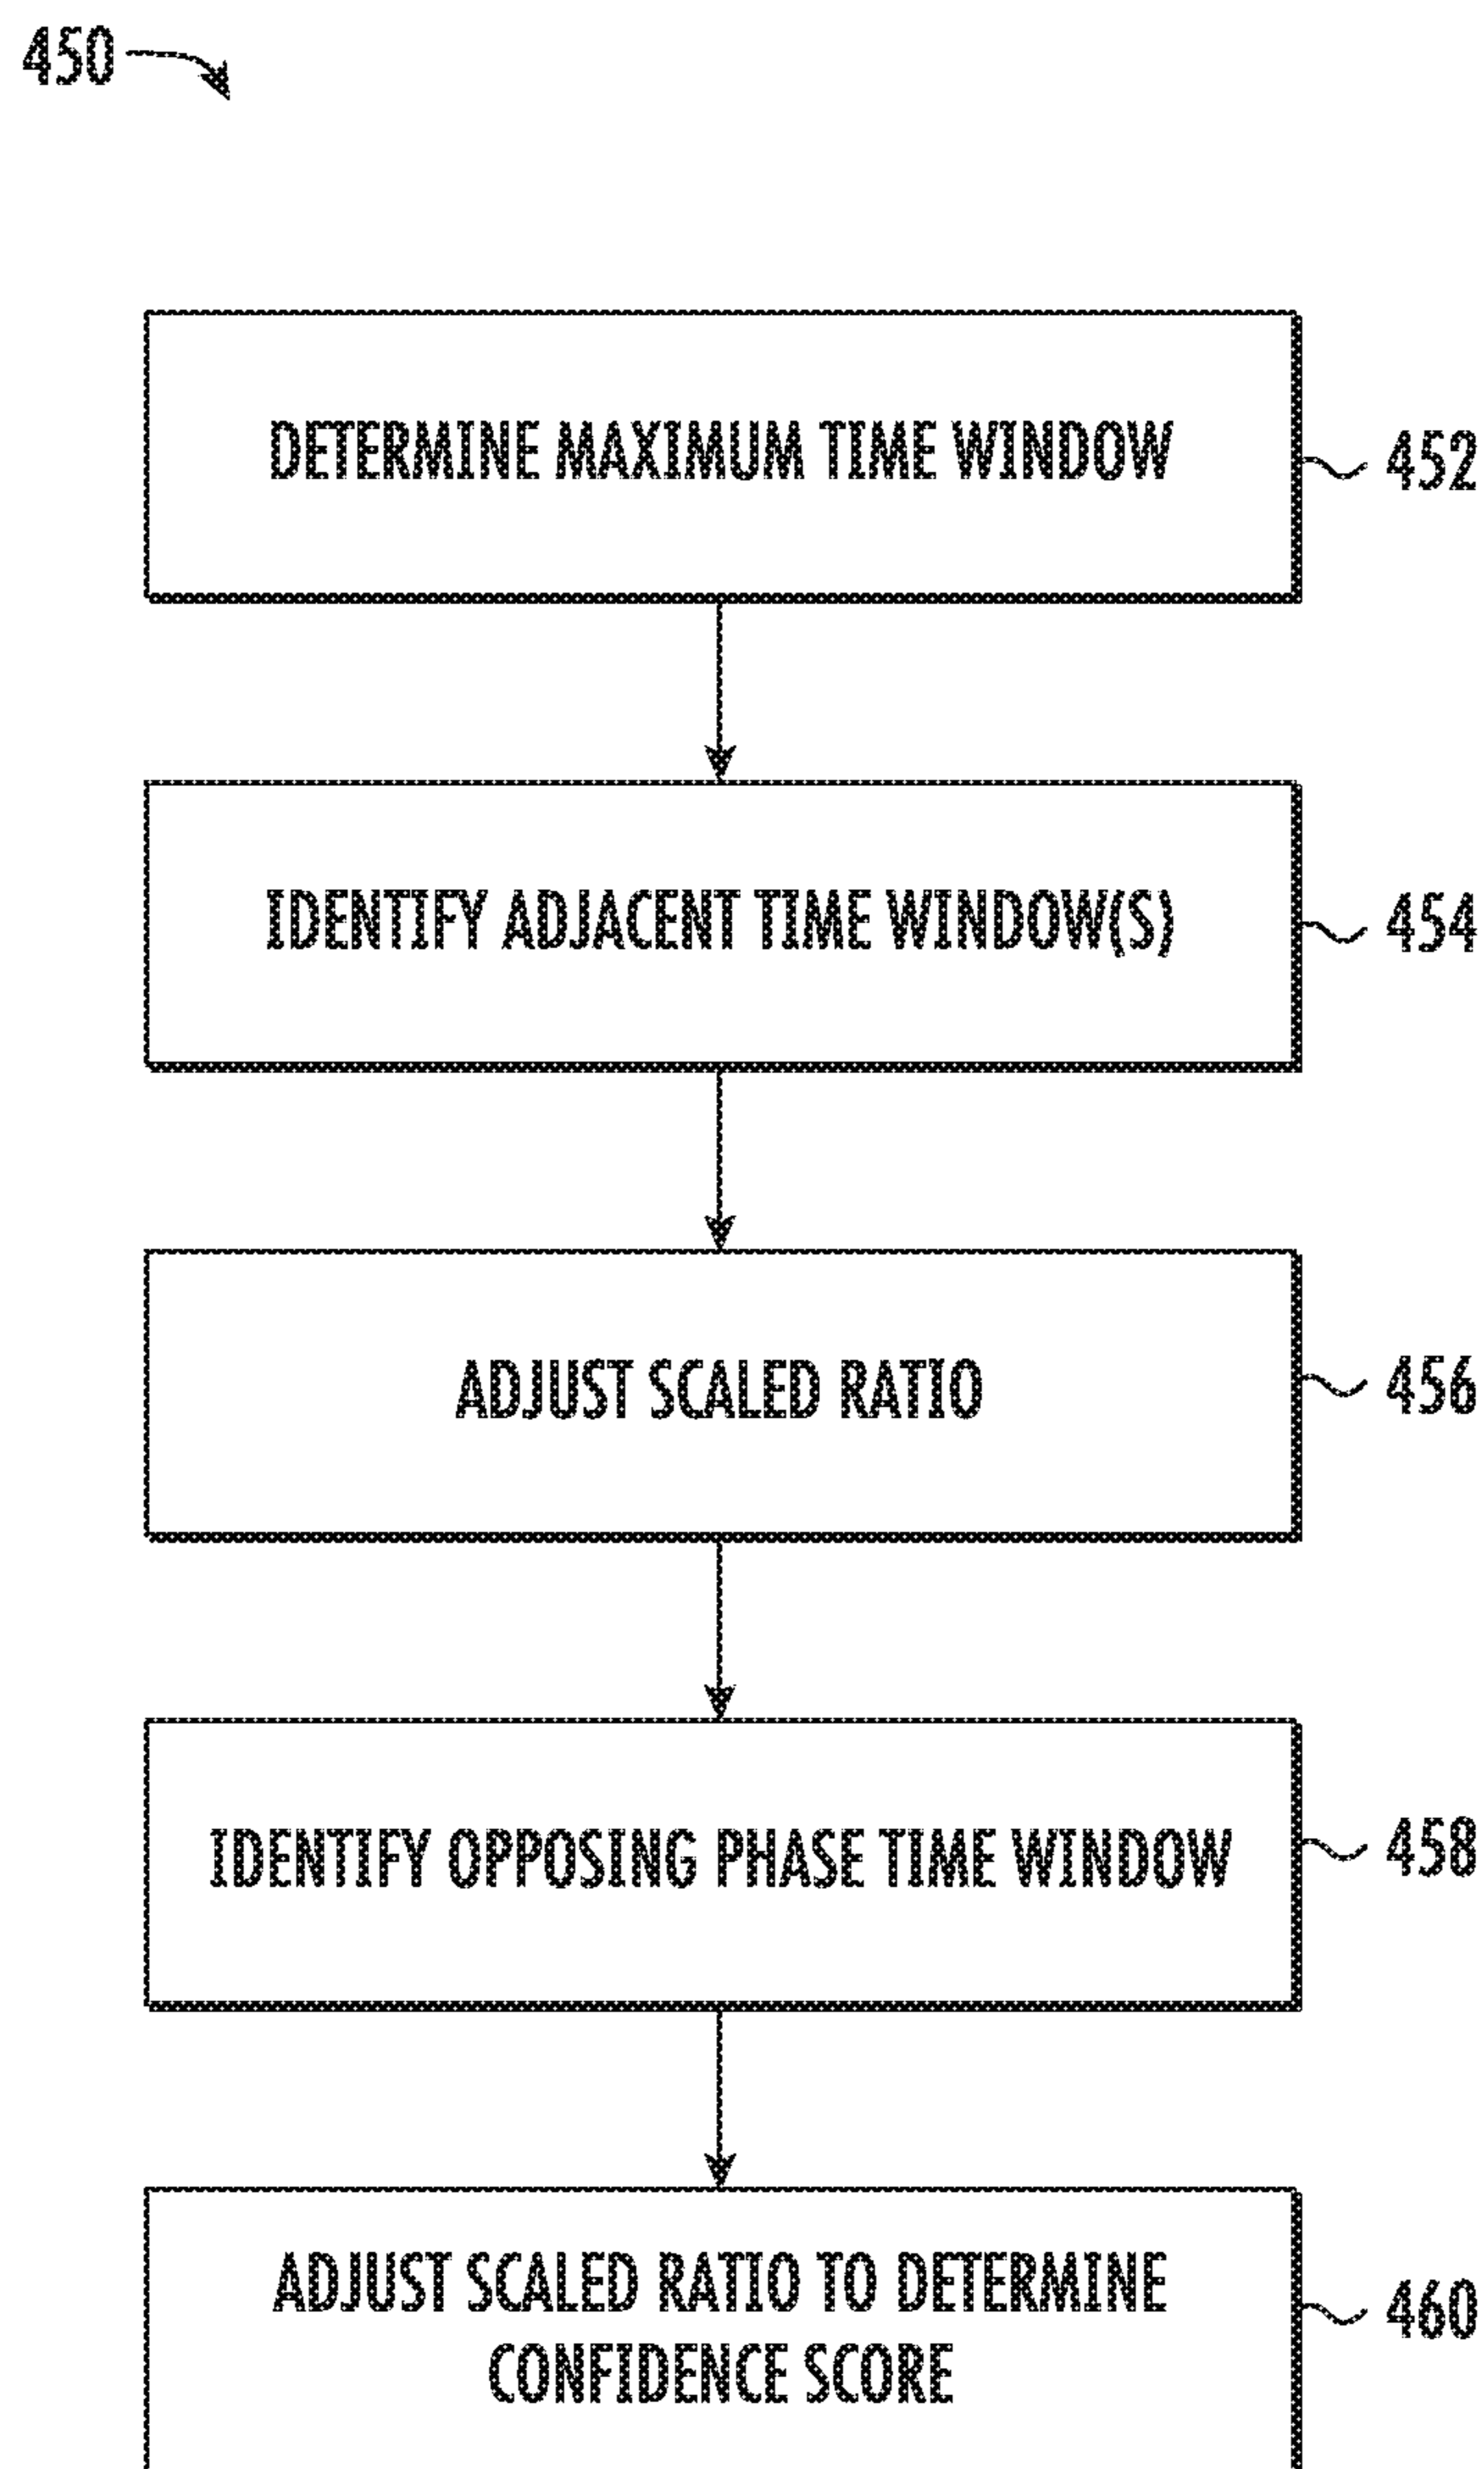 450
DETERMINE MAXIMUM TIME WINDOW
452
IDENTIFY ADJACENT TIME WINDOW(S)
454
ADJUST SCALED RATIO
456
IDENTIFY OPPOSING PHASE TIME WINDOW
458
ADJUST SCALED RATIO TO DETERMINE
CONFIDENCE SCORE
460